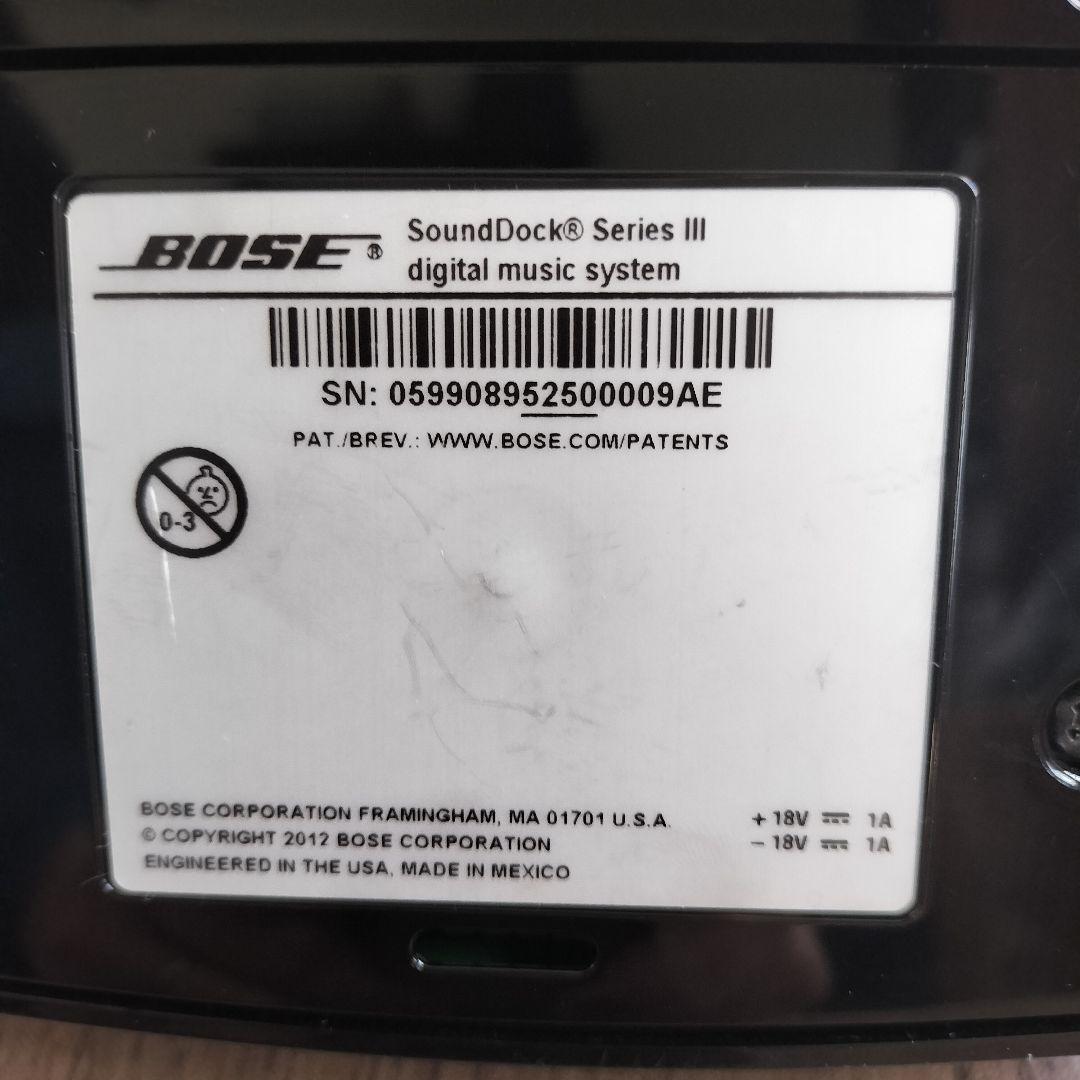 BOSE®
SoundDock® Series III
digital music system
SN: 059908952500009AE
PAT./BREV.: WWW.BOSE.COM/PATENTS
0-3
BOSE CORPORATION FRAMINGHAM, MA 01701 U.S.A.
© COPYRIGHT 2012 BOSE CORPORATION
ENGINEERED IN THE USA, MADE IN MEXICO
+ 18V ⎓ 1A
− 18V ⎓ 1A